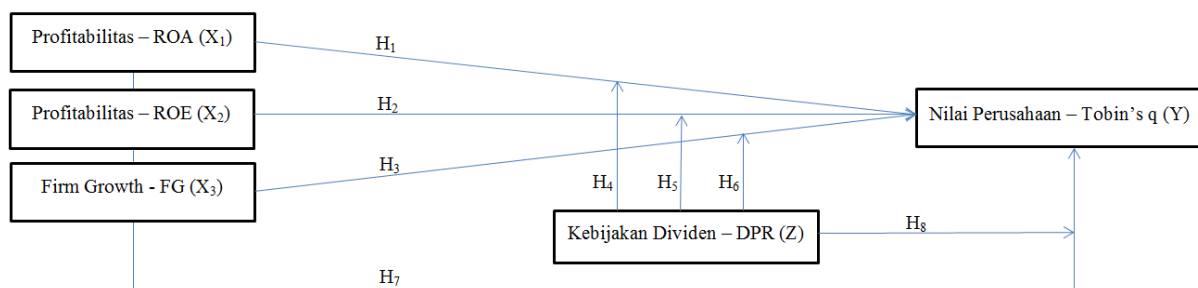 Profitabilitas – ROA (X₁)
H₁
Profitabilitas – ROE (X₂)
H₂
Nilai Perusahaan – Tobin's q (Y)
H₃
Firm Growth - FG (X₃)
H₄
H₅
H₆
Kebijakan Dividen – DPR (Z)
H₈
H₇